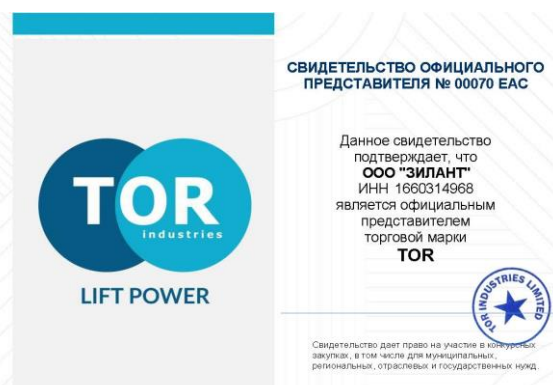 TOR
industries
LIFT POWER
СВИДЕТЕЛЬСТВО ОФИЦИАЛЬНОГО
ПРЕДСТАВИТЕЛЯ № 00070 ЕАС
Данное свидетельство
подтверждает, что
ООО "ЗИЛАНТ"
ИНН 1660314968
является официальным
представителем
торговой марки
TOR
TOR INDUSTRIES LIMITED
Свидетельство дает право на участие в конкурсных
закупках, в том числе для муниципальных,
региональных, отраслевых и государственных нужд.